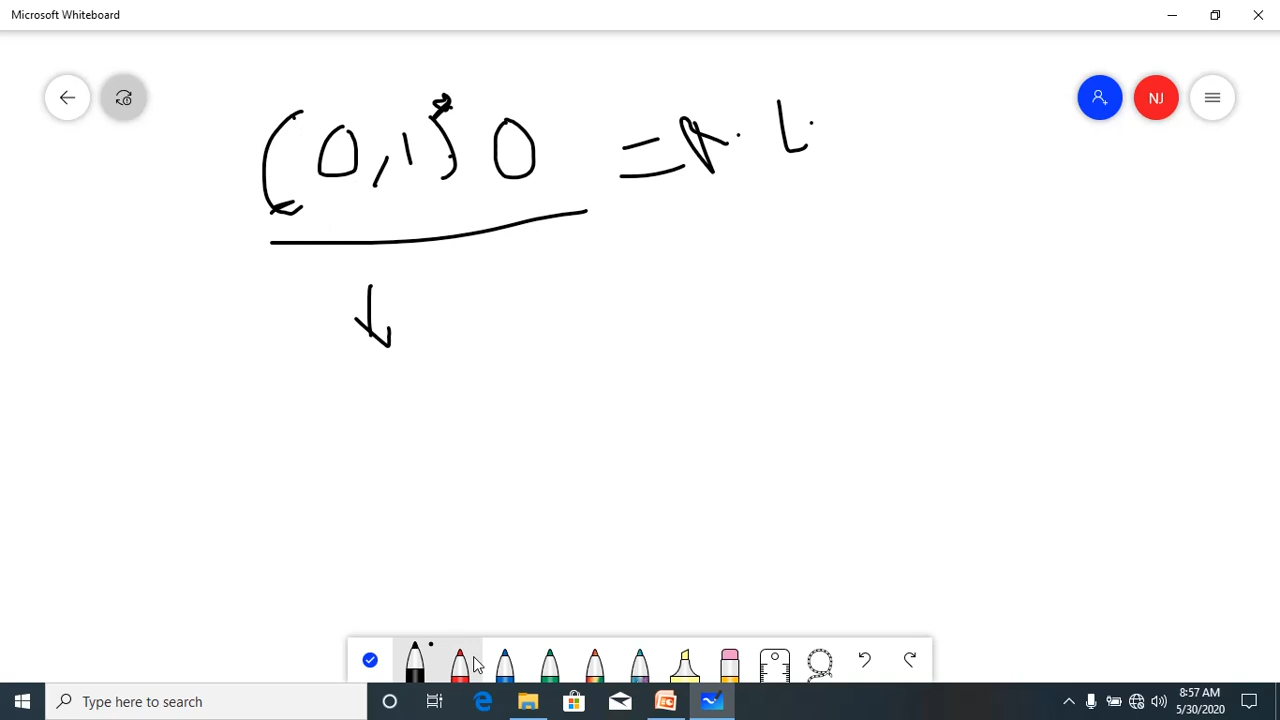 Microsoft Whiteboard
NJ
(0,1)* 0 =
Type here to search
8:57 AM
5/30/2020